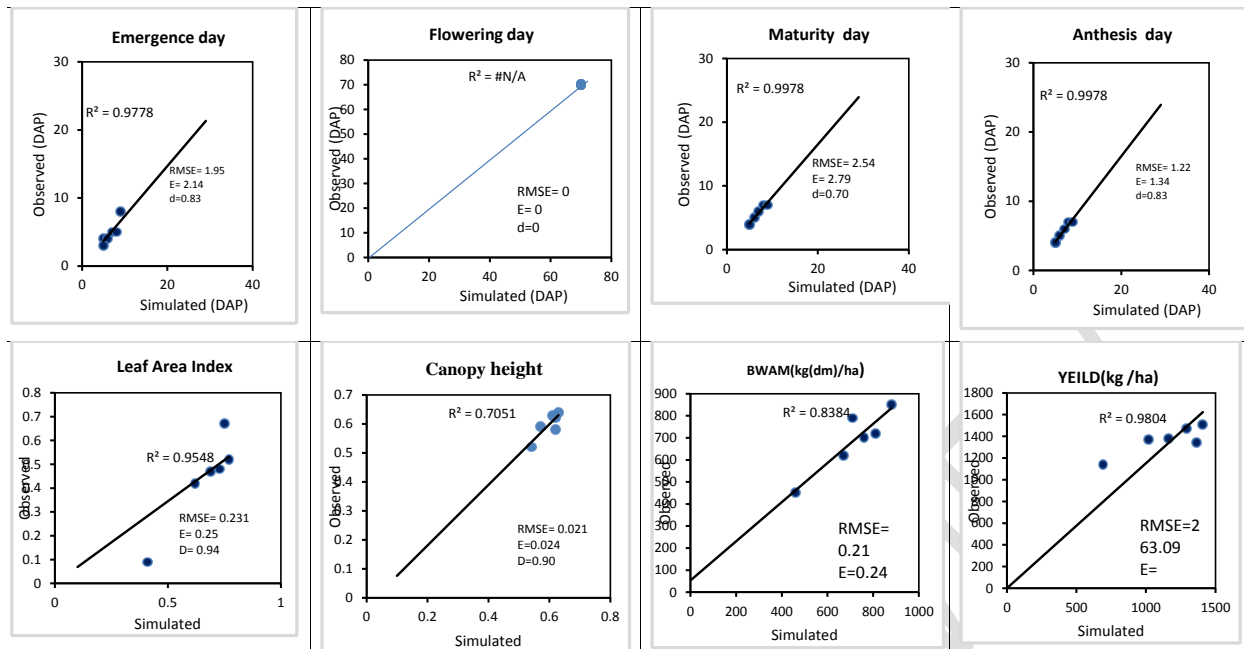 Emergence day
30
20
10
0
0
20
40
Observed (DAP)
Simulated (DAP)
R² = 0.9778
RMSE= 1.95
E= 2.14
d=0.83
Flowering day
80
70
60
50
40
30
20
10
0
0
20
40
60
80
Observed (DAP)
Simulated (DAP)
R² = #N/A
RMSE= 0
E= 0
d=0
Maturity day
30
20
10
0
0
20
40
Observed (DAP)
Simulated (DAP)
R² = 0.9978
RMSE= 2.54
E= 2.79
d=0.70
Anthesis day
30
20
10
0
0
20
40
Observed (DAP)
Simulated (DAP)
R² = 0.9978
RMSE= 1.22
E= 1.34
d=0.83
Leaf Area Index
0.8
0.7
0.6
0.5
0.4
0.3
0.2
0.1
0
0.5
1
Observed
Simulated
R² = 0.9548
RMSE= 0.231
E= 0.25
D= 0.94
Canopy height
0.7
0.6
0.5
0.4
0.3
0.2
0.1
0
0
0.2
0.4
0.6
0.8
Observed
Simulated
R² = 0.7051
RMSE= 0.021
E=0.024
D=0.90
BWAM(kg(dm)/ha)
900
800
700
600
500
400
300
200
100
0
0
200
400
600
800
1000
Observed
Simulated
R² = 0.8384
RMSE=
0.21
E=0.24
YEILD(kg /ha)
1800
1600
1400
1200
1000
800
600
400
200
0
0
500
1000
1500
Observed
Simulated
R² = 0.9804
RMSE=2
63.09
E=